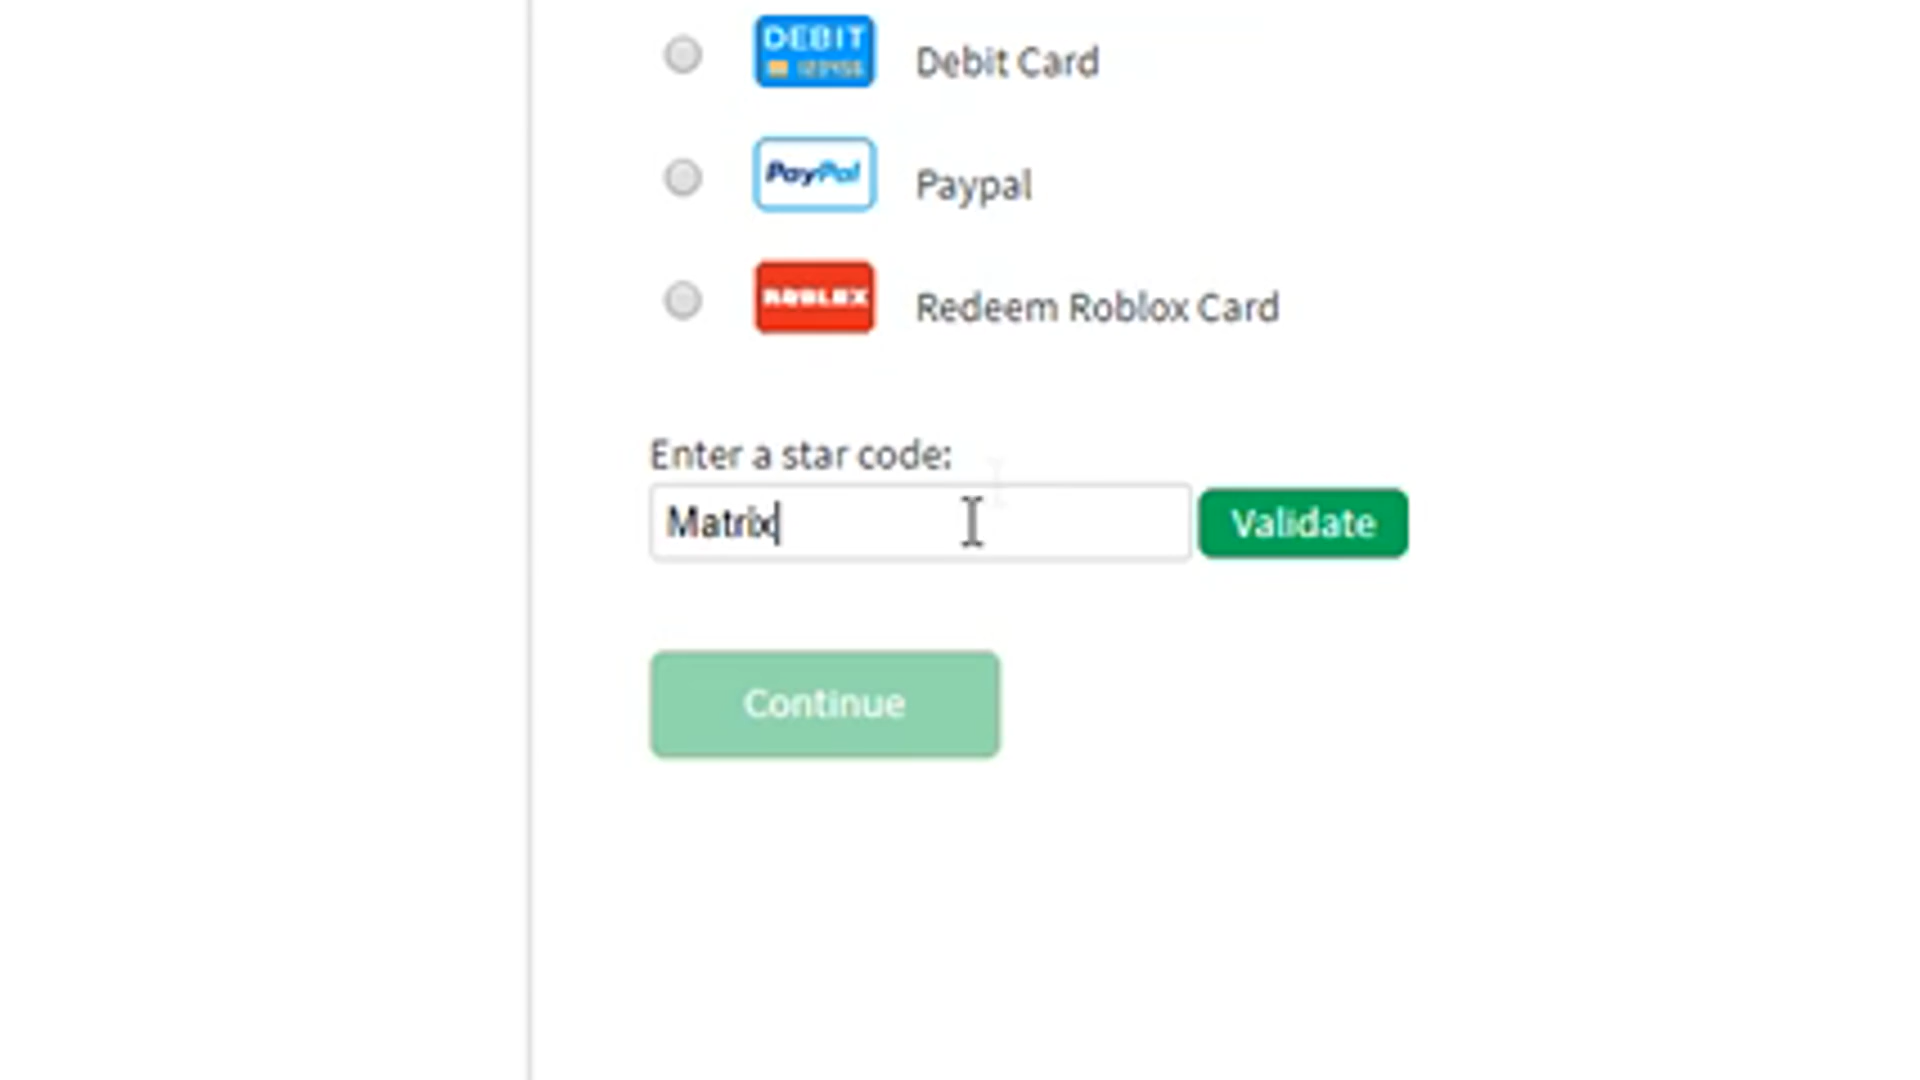 DEBIT
Debit Card
PayPal
Paypal
ROBLOX
Redeem Roblox Card
Enter a star code:
Matrix
Validate
Continue